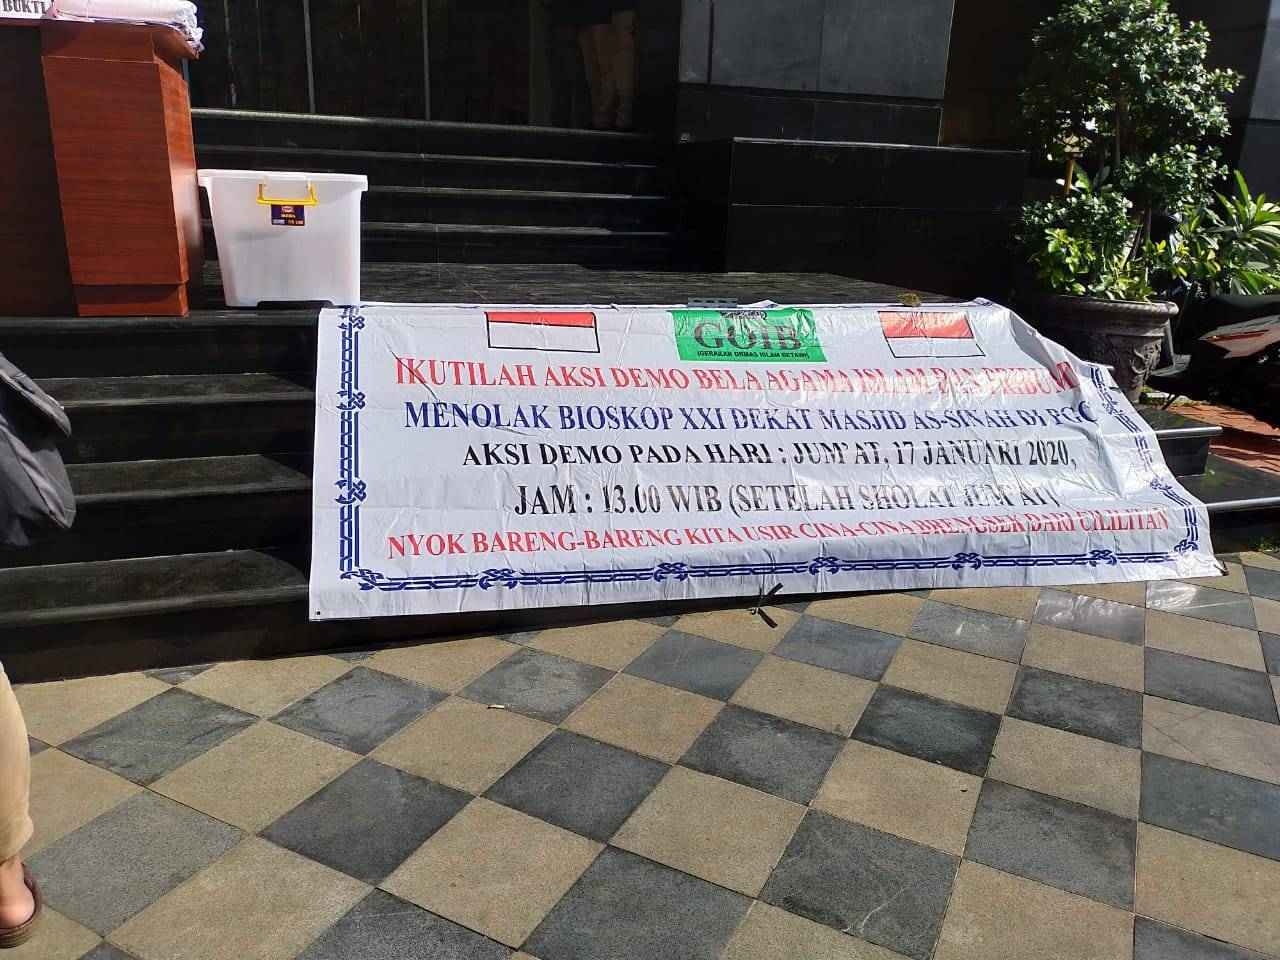 BUKTI
GOIB
(GERAKAN ORMAS ISLAM BETAWI)
IKUTILAH AKSI DEMO BELA AGAMA ISLAM DAN PRIBUMI
MENOLAK BIOSKOP XXI DEKAT MASJID AS-SINAH DI PGC
AKSI DEMO PADA HARI : JUM'AT, 17 JANUARI 2020,
JAM : 13.00 WIB (SETELAH SHOLAT JUM'AT)
NYOK BARENG-BARENG KITA USIR CINA-CINA BRENGSEK DARI CILILITAN